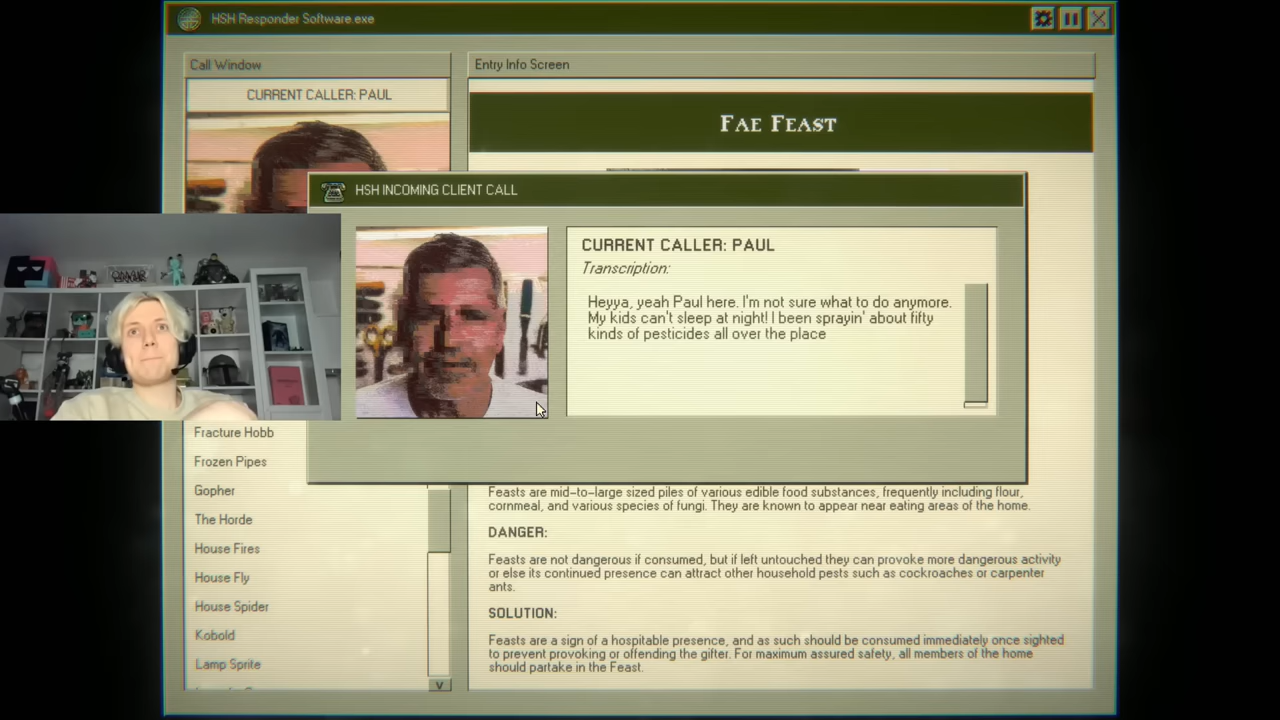 HSH Responder Software.exe
Call Window
Entry Info Screen
CURRENT CALLER: PAUL
FAE FEAST
HSH INCOMING CLIENT CALL
CURRENT CALLER: PAUL
Transcription:
Heyya, yeah Paul here. I'm not sure what to do anymore.
My kids can't sleep at night! I been sprayin' about fifty
kinds of pesticides all over the place
Fracture Hobb
Frozen Pipes
Gopher
The Horde
House Fires
House Fly
House Spider
Kobold
Lamp Sprite
Feasts are mid-to-large sized piles of various edible food substances, frequently including flour,
cornmeal, and various species of fungi. They are known to appear near eating areas of the home.
DANGER:
Feasts are not dangerous if consumed, but if left untouched they can provoke more dangerous activity
or else its continued presence can attract other household pests such as cockroaches or carpenter
ants.
SOLUTION:
Feasts are a sign of a hospitable presence, and as such should be consumed immediately once sighted
to prevent provoking or offending the gifter. For maximum assured safety, all members of the home
should partake in the Feast.